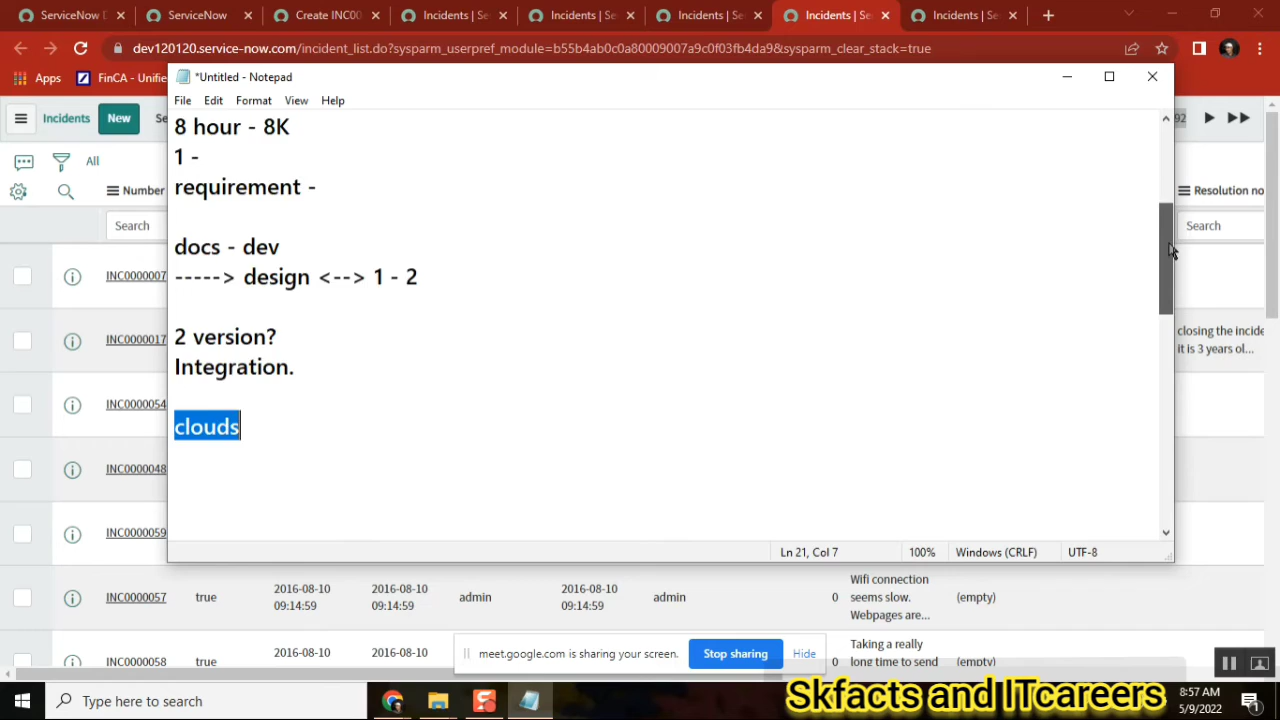 ServiceNow D
ServiceNow
Create INC00
Incidents | Se
Incidents | Se
Incidents | Se
Incidents | Se
Incidents | Se
dev120120.service-now.com/incident_list.do?sysparm_userpref_module=b55b4ab0c0a80009007a9c0f03fb4da9&sysparm_clear_stack=true
Apps
FinCA - Unifie
*Untitled - Notepad
File Edit Format View Help
Incidents New Se
92
All
Number
Resolution no
Search
Search
8 hour - 8K
1 -
requirement -
docs - dev
-----> design <--> 1 - 2
2 version?
Integration.
clouds
INC0000007
INC0000017
closing the incide
it is 3 years ol...
INC0000054
INC0000048
INC0000059
Ln 21, Col 7 100% Windows (CRLF) UTF-8
INC0000057 true 2016-08-10 09:14:59 2016-08-10 09:14:59 admin 2016-08-10 09:14:59 admin 0 Wifi connection seems slow. Webpages are... (empty)
INC0000058 true 2016-08-10 2016-08-10 0 Taking a really long time to send (empty)
meet.google.com is sharing your screen. Stop sharing Hide
Type here to search
8:57 AM
5/9/2022
1
Skfacts and ITcareers